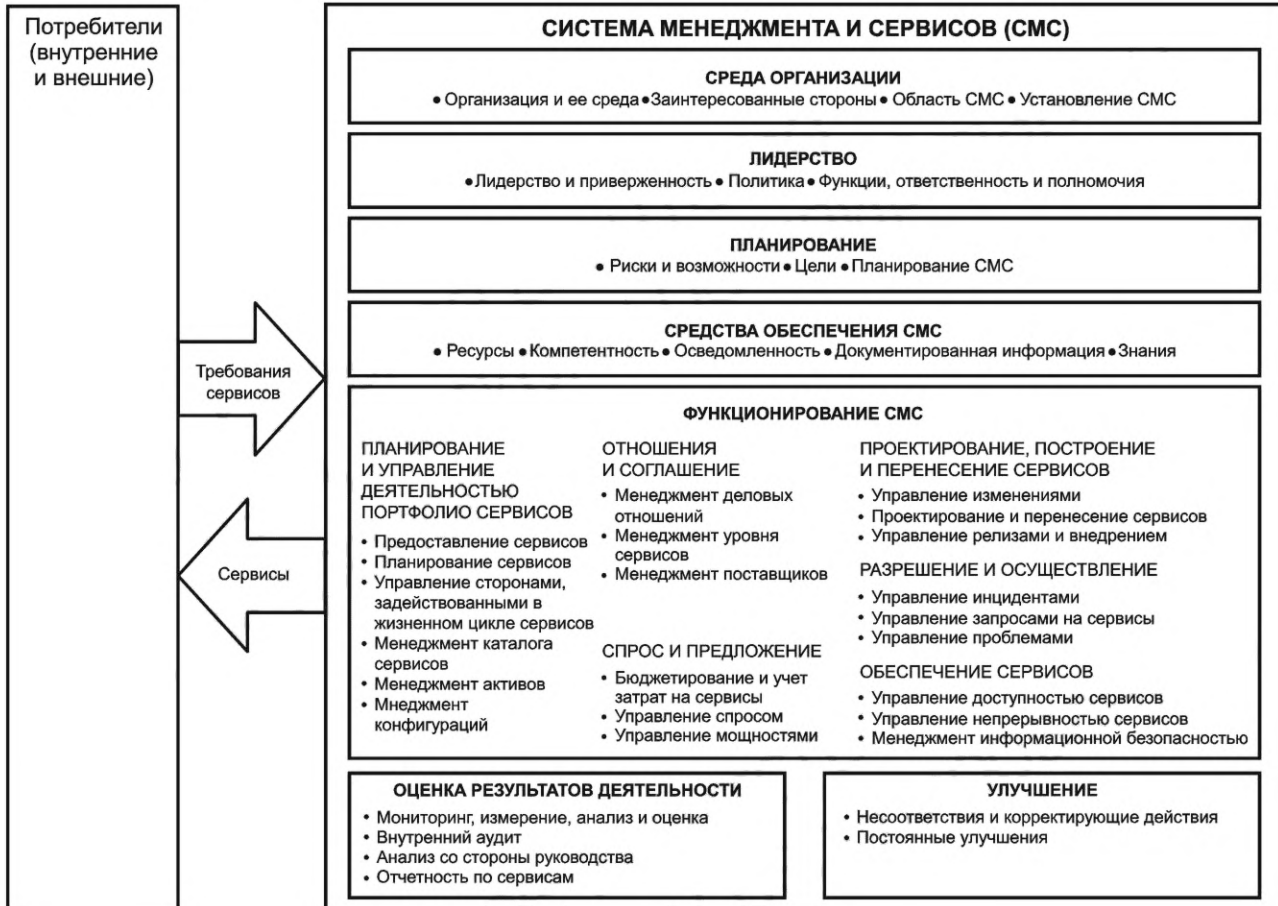 Потребители
(внутренние
и внешние)
Требования
сервисов
Сервисы
СИСТЕМА МЕНЕДЖМЕНТА И СЕРВИСОВ (СМС)
СРЕДА ОРГАНИЗАЦИИ
• Организация и ее среда • Заинтересованные стороны • Область СМС • Установление СМС
ЛИДЕРСТВО
• Лидерство и приверженность • Политика • Функции, ответственность и полномочия
ПЛАНИРОВАНИЕ
• Риски и возможности • Цели • Планирование СМС
СРЕДСТВА ОБЕСПЕЧЕНИЯ СМС
• Ресурсы • Компетентность • Осведомленность • Документированная информация • Знания
ФУНКЦИОНИРОВАНИЕ СМС
ПЛАНИРОВАНИЕ
И УПРАВЛЕНИЕ
ДЕЯТЕЛЬНОСТЬЮ
ПОРТФОЛИО СЕРВИСОВ
• Предоставление сервисов
• Планирование сервисов
• Управление сторонами,
задействованными в
жизненном цикле сервисов
• Менеджмент каталога
сервисов
• Менеджмент активов
• Мнеджмент
конфигураций
ОТНОШЕНИЯ
И СОГЛАШЕНИЕ
• Менеджмент деловых
отношений
• Менеджмент уровня
сервисов
• Менеджмент поставщиков
СПРОС И ПРЕДЛОЖЕНИЕ
• Бюджетирование и учет
затрат на сервисы
• Управление спросом
• Управление мощностями
ПРОЕКТИРОВАНИЕ, ПОСТРОЕНИЕ
И ПЕРЕНЕСЕНИЕ СЕРВИСОВ
• Управление изменениями
• Проектирование и перенесение сервисов
• Управление релизами и внедрением
РАЗРЕШЕНИЕ И ОСУЩЕСТВЛЕНИЕ
• Управление инцидентами
• Управление запросами на сервисы
• Управление проблемами
ОБЕСПЕЧЕНИЕ СЕРВИСОВ
• Управление доступностью сервисов
• Управление непрерывностью сервисов
• Менеджмент информационной безопасностью
ОЦЕНКА РЕЗУЛЬТАТОВ ДЕЯТЕЛЬНОСТИ
• Мониторинг, измерение, анализ и оценка
• Внутренний аудит
• Анализ со стороны руководства
• Отчетность по сервисам
УЛУЧШЕНИЕ
• Несоответствия и корректирующие действия
• Постоянные улучшения